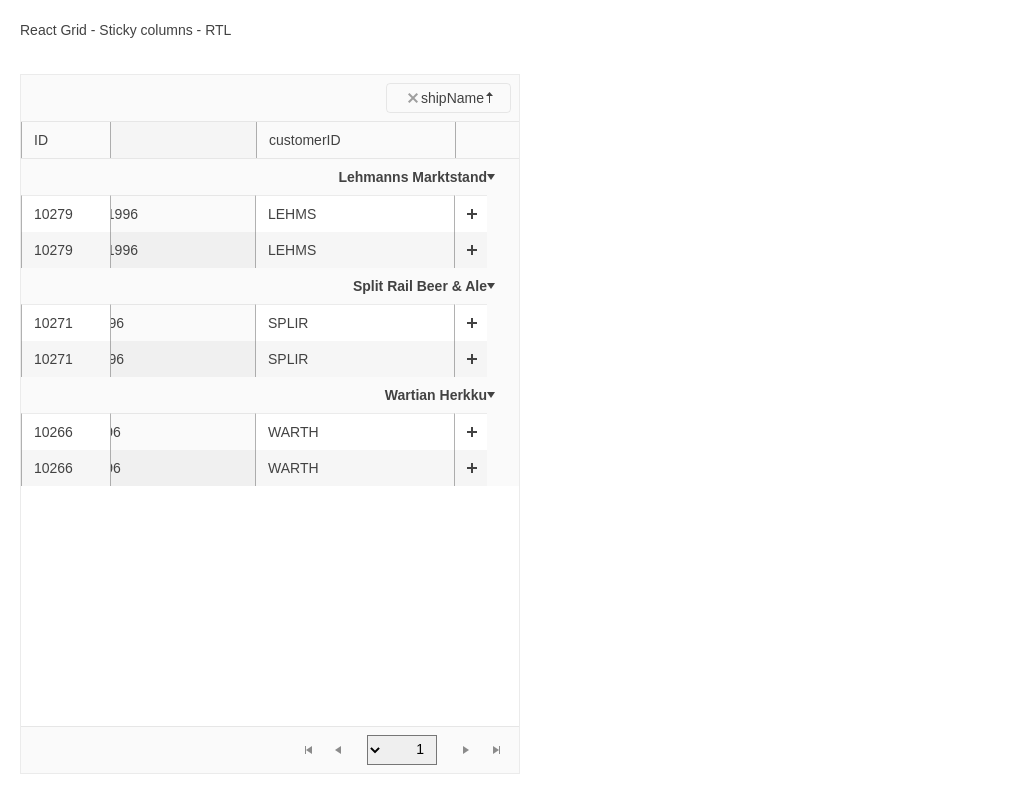 React Grid - Sticky columns - RTL
shipName
ID customerID
Lehmanns Marktstand
10279 1996 LEHMS
10279 1996 LEHMS
Split Rail Beer & Ale
10271 96 SPLIR
10271 96 SPLIR
Wartian Herkku
10266 96 WARTH
10266 96 WARTH
1